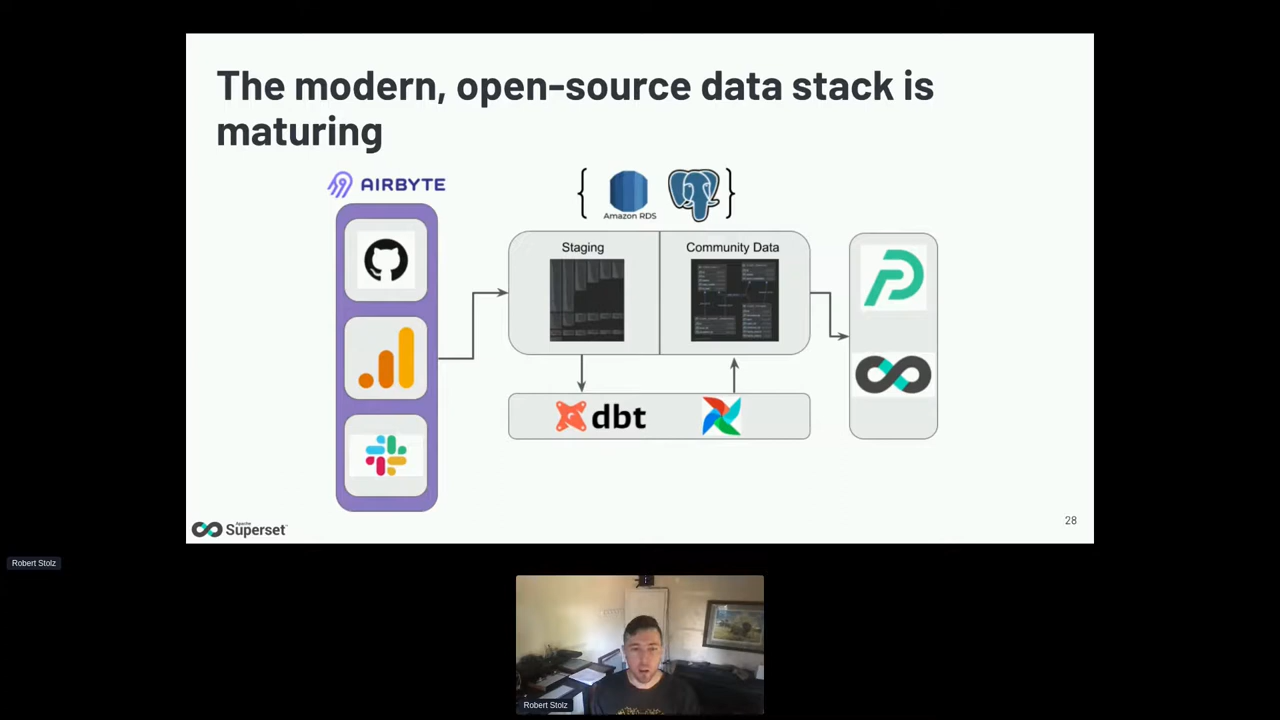 The modern, open-source data stack is
maturing
AIRBYTE
Amazon RDS
Staging
Community Data
dbt
Apache
Superset
28
Robert Stolz
Robert Stolz